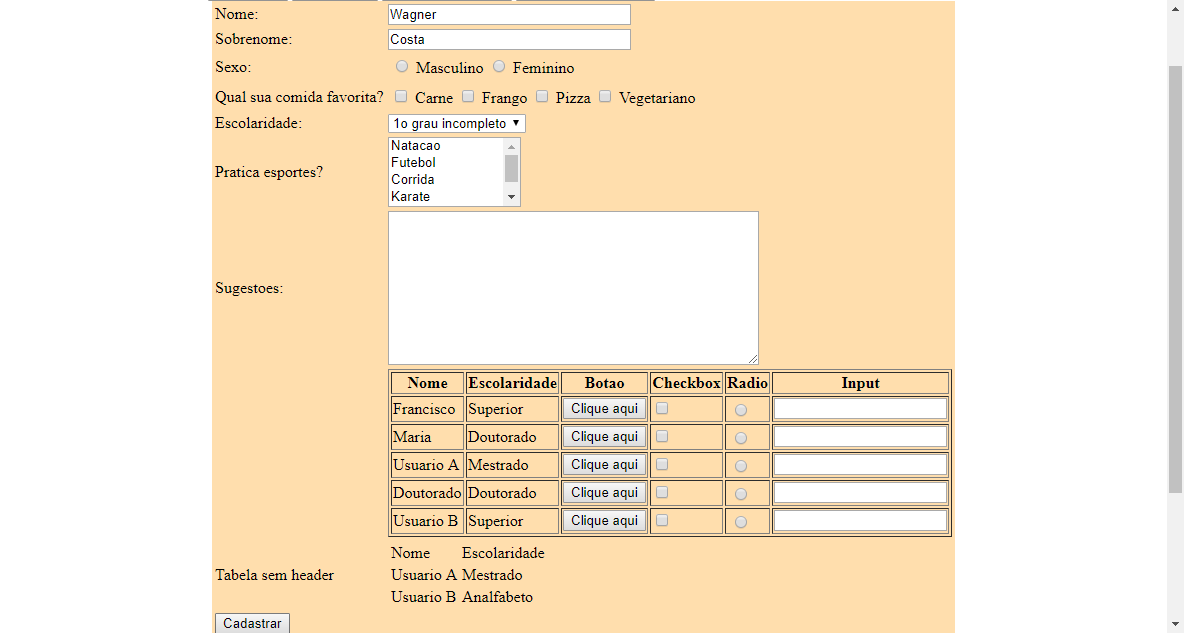 Nome: Wagner
Sobrenome: Costa
Sexo: Masculino Feminino
Qual sua comida favorita? Carne Frango Pizza Vegetariano
Escolaridade: 1o grau incompleto
Pratica esportes?
Natacao
Futebol
Corrida
Karate
Sugestoes:
Nome Escolaridade Botao Checkbox Radio Input
Francisco Superior Clique aqui
Maria Doutorado Clique aqui
Usuario A Mestrado Clique aqui
Doutorado Doutorado Clique aqui
Usuario B Superior Clique aqui
Tabela sem header
Nome Escolaridade
Usuario A Mestrado
Usuario B Analfabeto
Cadastrar